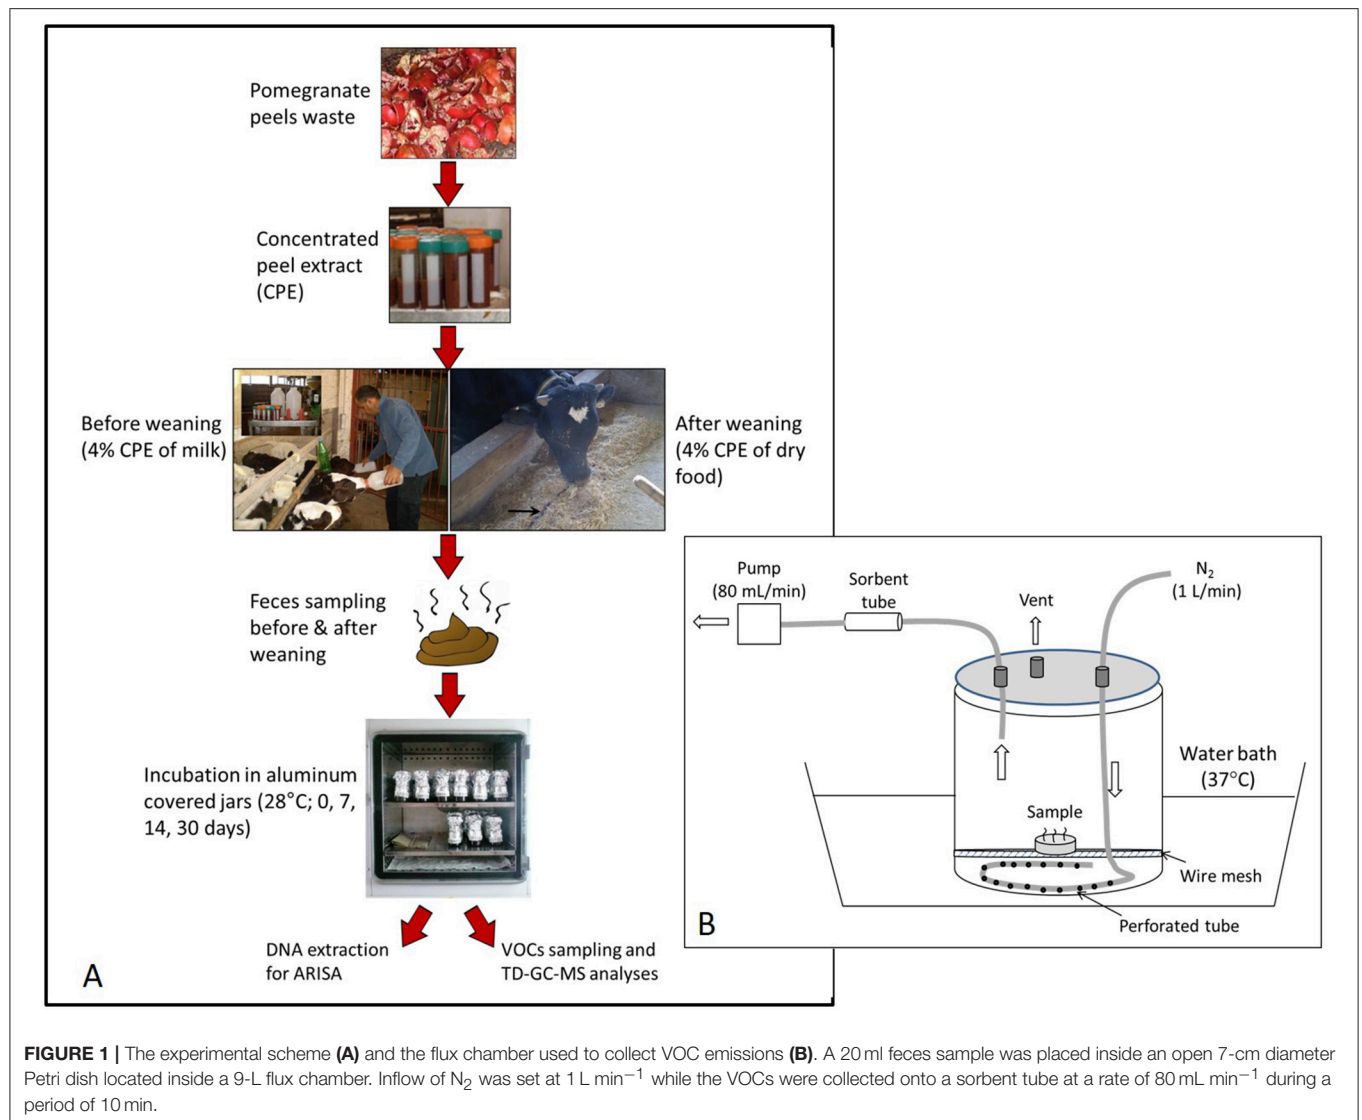 Pomegranate
peels waste
Concentrated
peel extract
(CPE)
Before weaning
(4% CPE of milk)
After weaning
(4% CPE of dry
food)
Feces sampling
before & after
weaning
Incubation in aluminum
covered jars (28°C; 0, 7,
14, 30 days)
DNA extraction
for ARISA
VOCs sampling and
TD-GC-MS analyses
A
Pump
(80 mL/min)
Sorbent
tube
Vent
N₂
(1 L/min)
Water bath
(37°C)
Sample
Wire mesh
Perforated tube
B
FIGURE 1 | The experimental scheme (A) and the flux chamber used to collect VOC emissions (B). A 20 ml feces sample was placed inside an open 7-cm diameter
Petri dish located inside a 9-L flux chamber. Inflow of N₂ was set at 1 L min⁻¹ while the VOCs were collected onto a sorbent tube at a rate of 80 mL min⁻¹ during a
period of 10 min.